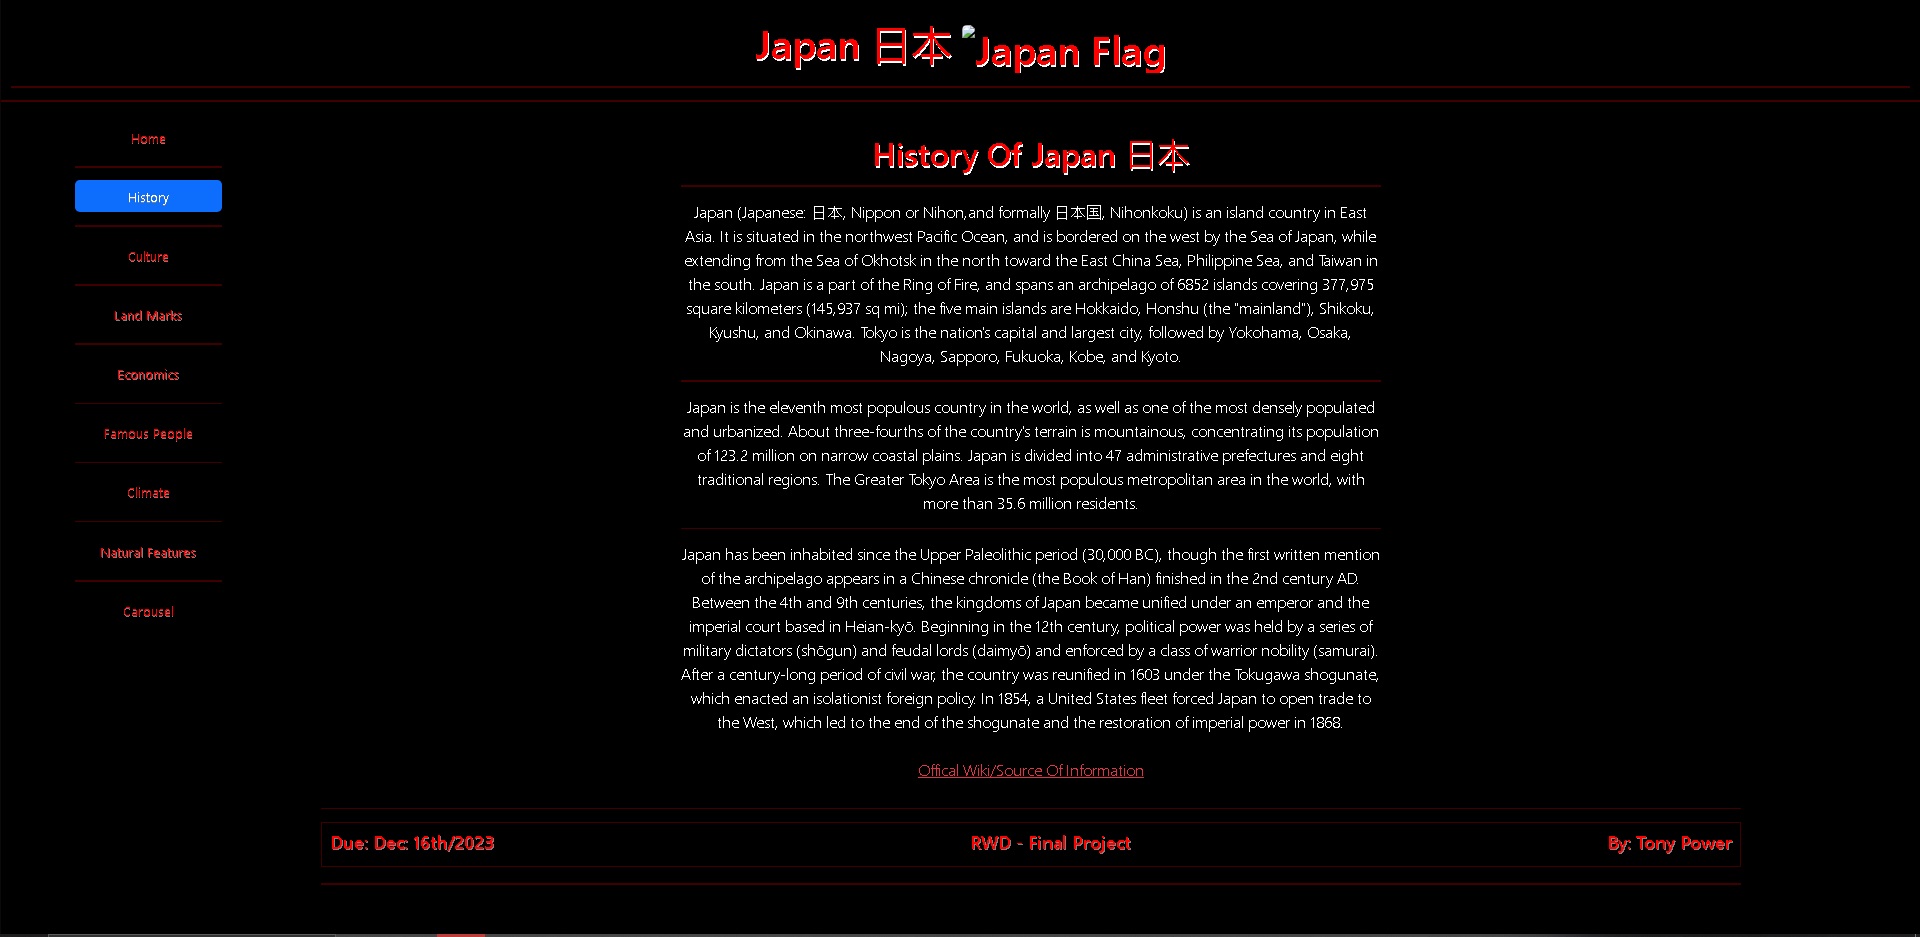 Japan 日本 Japan Flag
Home
History
Culture
Land Marks
Economics
Famous People
Climate
Natural Features
Carousel
History Of Japan 日本
Japan (Japanese: 日本, Nippon or Nihon,and formally 日本国, Nihonkoku) is an island country in East
Asia. It is situated in the northwest Pacific Ocean, and is bordered on the west by the Sea of Japan, while
extending from the Sea of Okhotsk in the north toward the East China Sea, Philippine Sea, and Taiwan in
the south. Japan is a part of the Ring of Fire, and spans an archipelago of 6852 islands covering 377,975
square kilometers (145,937 sq mi); the five main islands are Hokkaido, Honshu (the "mainland"), Shikoku,
Kyushu, and Okinawa. Tokyo is the nation's capital and largest city, followed by Yokohama, Osaka,
Nagoya, Sapporo, Fukuoka, Kobe, and Kyoto.
Japan is the eleventh most populous country in the world, as well as one of the most densely populated
and urbanized. About three-fourths of the country's terrain is mountainous, concentrating its population
of 123.2 million on narrow coastal plains. Japan is divided into 47 administrative prefectures and eight
traditional regions. The Greater Tokyo Area is the most populous metropolitan area in the world, with
more than 35.6 million residents.
Japan has been inhabited since the Upper Paleolithic period (30,000 BC), though the first written mention
of the archipelago appears in a Chinese chronicle (the Book of Han) finished in the 2nd century AD.
Between the 4th and 9th centuries, the kingdoms of Japan became unified under an emperor and the
imperial court based in Heian-kyō. Beginning in the 12th century, political power was held by a series of
military dictators (shōgun) and feudal lords (daimyō) and enforced by a class of warrior nobility (samurai).
After a century-long period of civil war, the country was reunified in 1603 under the Tokugawa shogunate,
which enacted an isolationist foreign policy. In 1854, a United States fleet forced Japan to open trade to
the West, which led to the end of the shogunate and the restoration of imperial power in 1868.
Offical Wiki/Source Of Information
Due: Dec: 16th/2023
RWD - Final Project
By: Tony Power